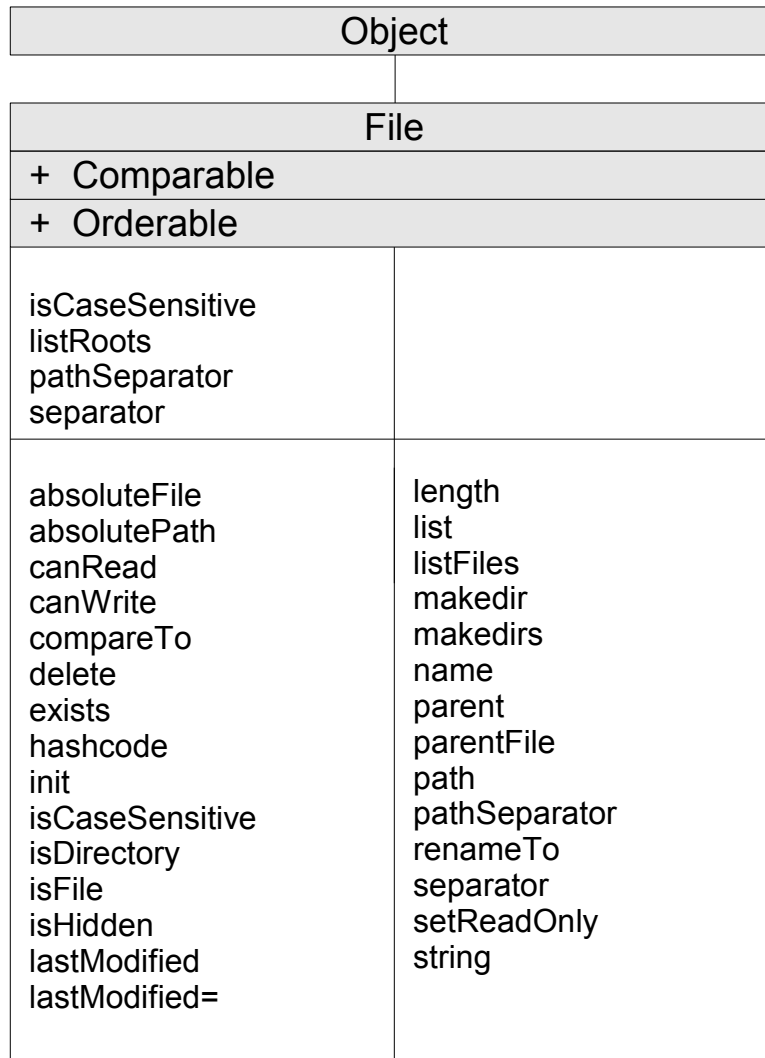 Object
File
+ Comparable
+ Orderable
isCaseSensitive
listRoots
pathSeparator
separator
absoluteFile
absolutePath
canRead
canWrite
compareTo
delete
exists
hashcode
init
isCaseSensitive
isDirectory
isFile
isHidden
lastModified
lastModified=
length
list
listFiles
makedir
makedirs
name
parent
parentFile
path
pathSeparator
renameTo
separator
setReadOnly
string